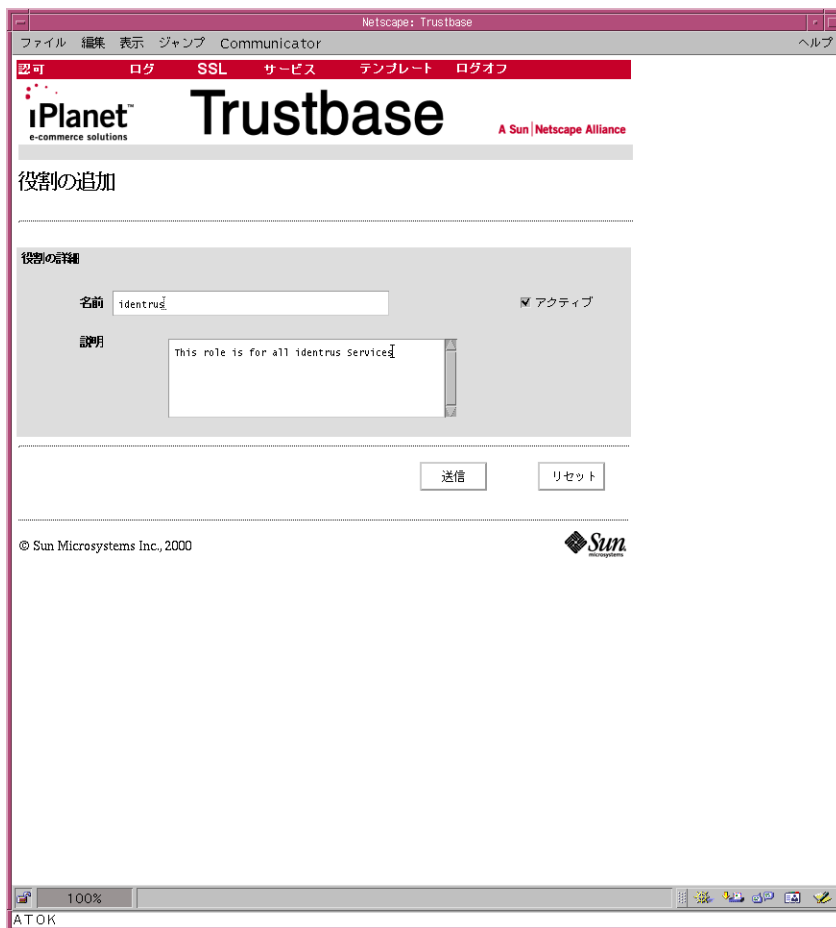 Netscape: Trustbase
ファイル 編集 表示 ジャンプ Communicator ヘルプ
認可 ログ SSL サービス テンプレート ログオフ
iPlanet™
e-commerce solutions
Trustbase
A Sun | Netscape Alliance
役割の追加
役割の詳細
名前 identrus アクティブ
説明 This role is for all identrus Services
送信 リセット
© Sun Microsystems Inc., 2000
Sun
microsystems
100%
ATOK